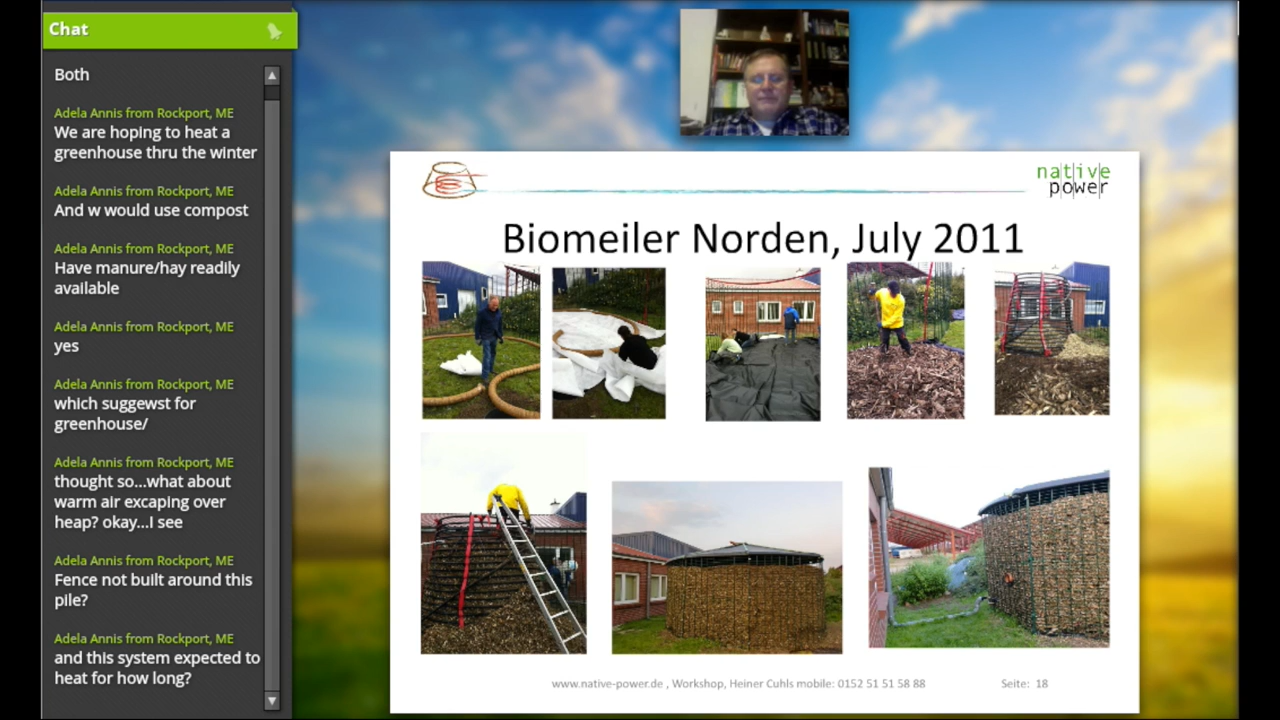 Chat
Both
Adela Annis from Rockport, ME
We are hoping to heat a
greenhouse thru the winter
Adela Annis from Rockport, ME
And w would use compost
Adela Annis from Rockport, ME
Have manure/hay readily
available
Adela Annis from Rockport, ME
yes
Adela Annis from Rockport, ME
which suggewst for
greenhouse/
Adela Annis from Rockport, ME
thought so...what about
warm air excaping over
heap? okay...I see
Adela Annis from Rockport, ME
Fence not built around this
pile?
Adela Annis from Rockport, ME
and this system expected to
heat for how long?
native
power
Biomeiler Norden, July 2011
www.native-power.de , Workshop, Heiner Cuhls mobile: 0152 51 51 58 88
Seite: 18